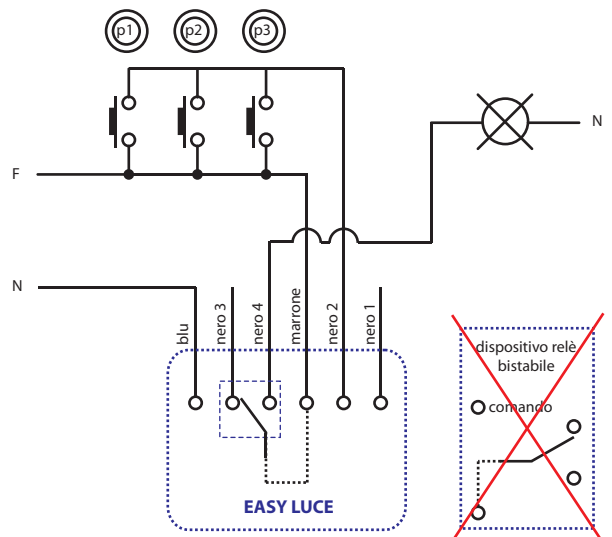 p1
p2
p3
N
F
N
blu
nero 3
nero 4
marrone
nero 2
nero 1
dispositivo relè
bistabile
comando
EASY LUCE